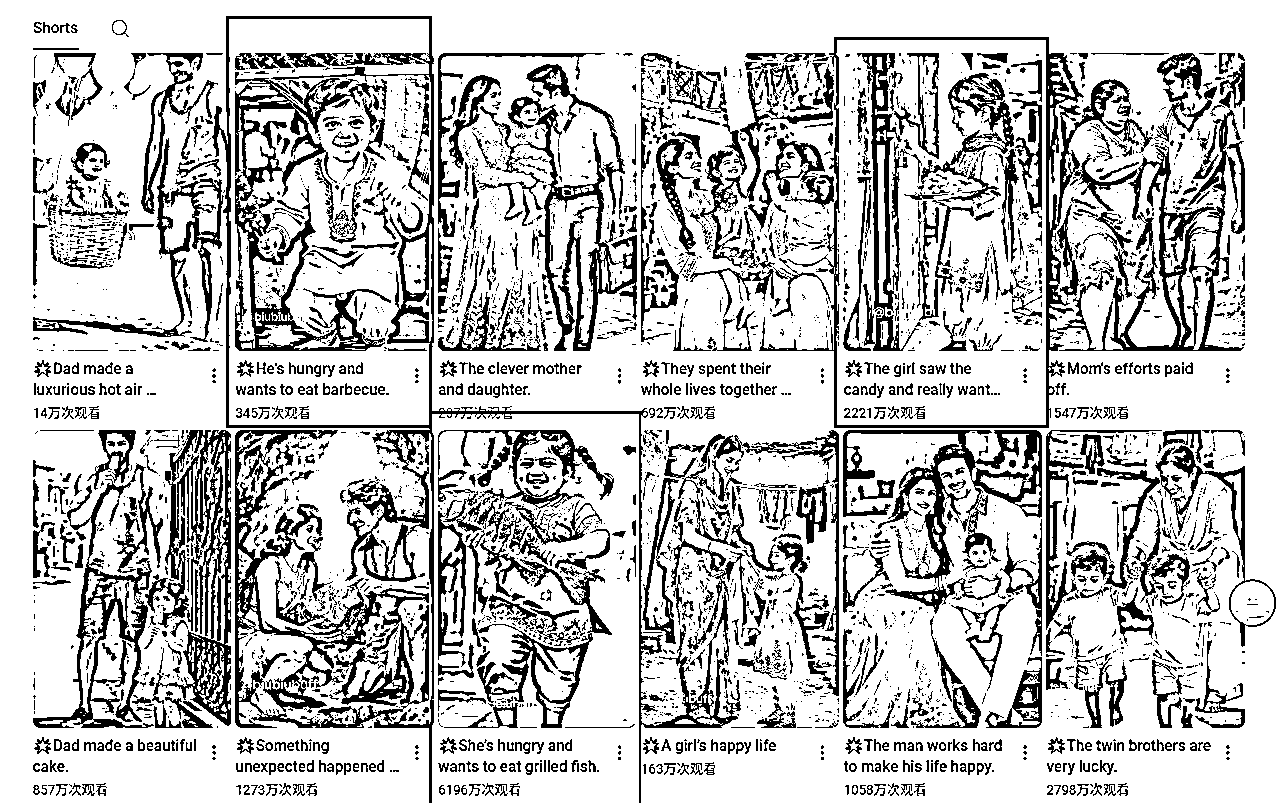 Shorts
Dad made a
luxurious hot air ...
14万次观看
He's hungry and
wants to eat barbecue.
345万次观看
The clever mother
and daughter.
207万次观看
They spent their
whole lives together ...
692万次观看
The girl saw the
candy and really want...
2221万次观看
Mom's efforts paid
off.
1547万次观看
Dad made a beautiful
cake.
857万次观看
Something
unexpected happened ...
1273万次观看
She's hungry and
wants to eat grilled fish.
6196万次观看
A girl's happy life
163万次观看
The man works hard
to make his life happy.
1058万次观看
The twin brothers are
very lucky.
2798万次观看